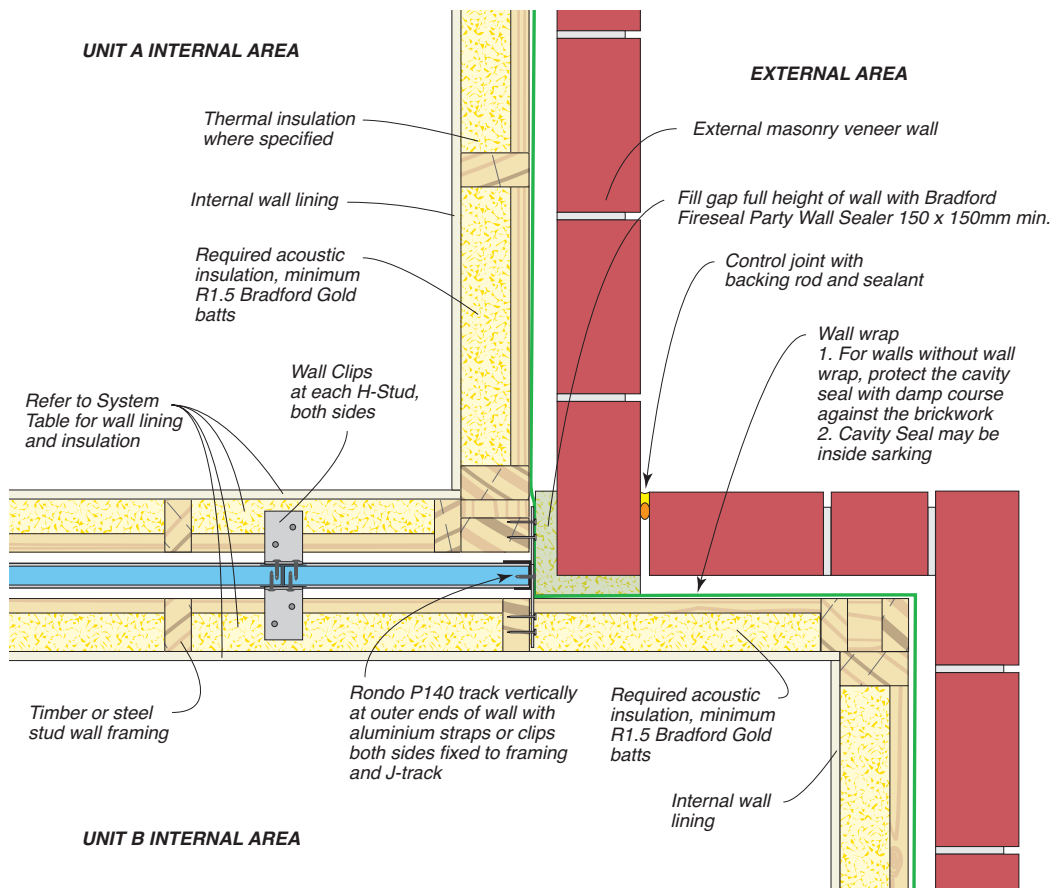 UNIT A INTERNAL AREA
EXTERNAL AREA
Thermal insulation
where specified
External masonry veneer wall
Internal wall lining
Fill gap full height of wall with Bradford
Fireseal Party Wall Sealer 150 x 150mm min.
Required acoustic
insulation, minimum
R1.5 Bradford Gold
batts
Control joint with
backing rod and sealant
Wall wrap
1. For walls without wall
wrap, protect the cavity
seal with damp course
against the brickwork
2. Cavity Seal may be
inside sarking
Wall Clips
at each H-Stud,
both sides
Refer to System
Table for wall lining
and insulation
Timber or steel
stud wall framing
Rondo P140 track vertically
at outer ends of wall with
aluminium straps or clips
both sides fixed to framing
and J-track
Required acoustic
insulation, minimum
R1.5 Bradford Gold
batts
Internal wall
lining
UNIT B INTERNAL AREA